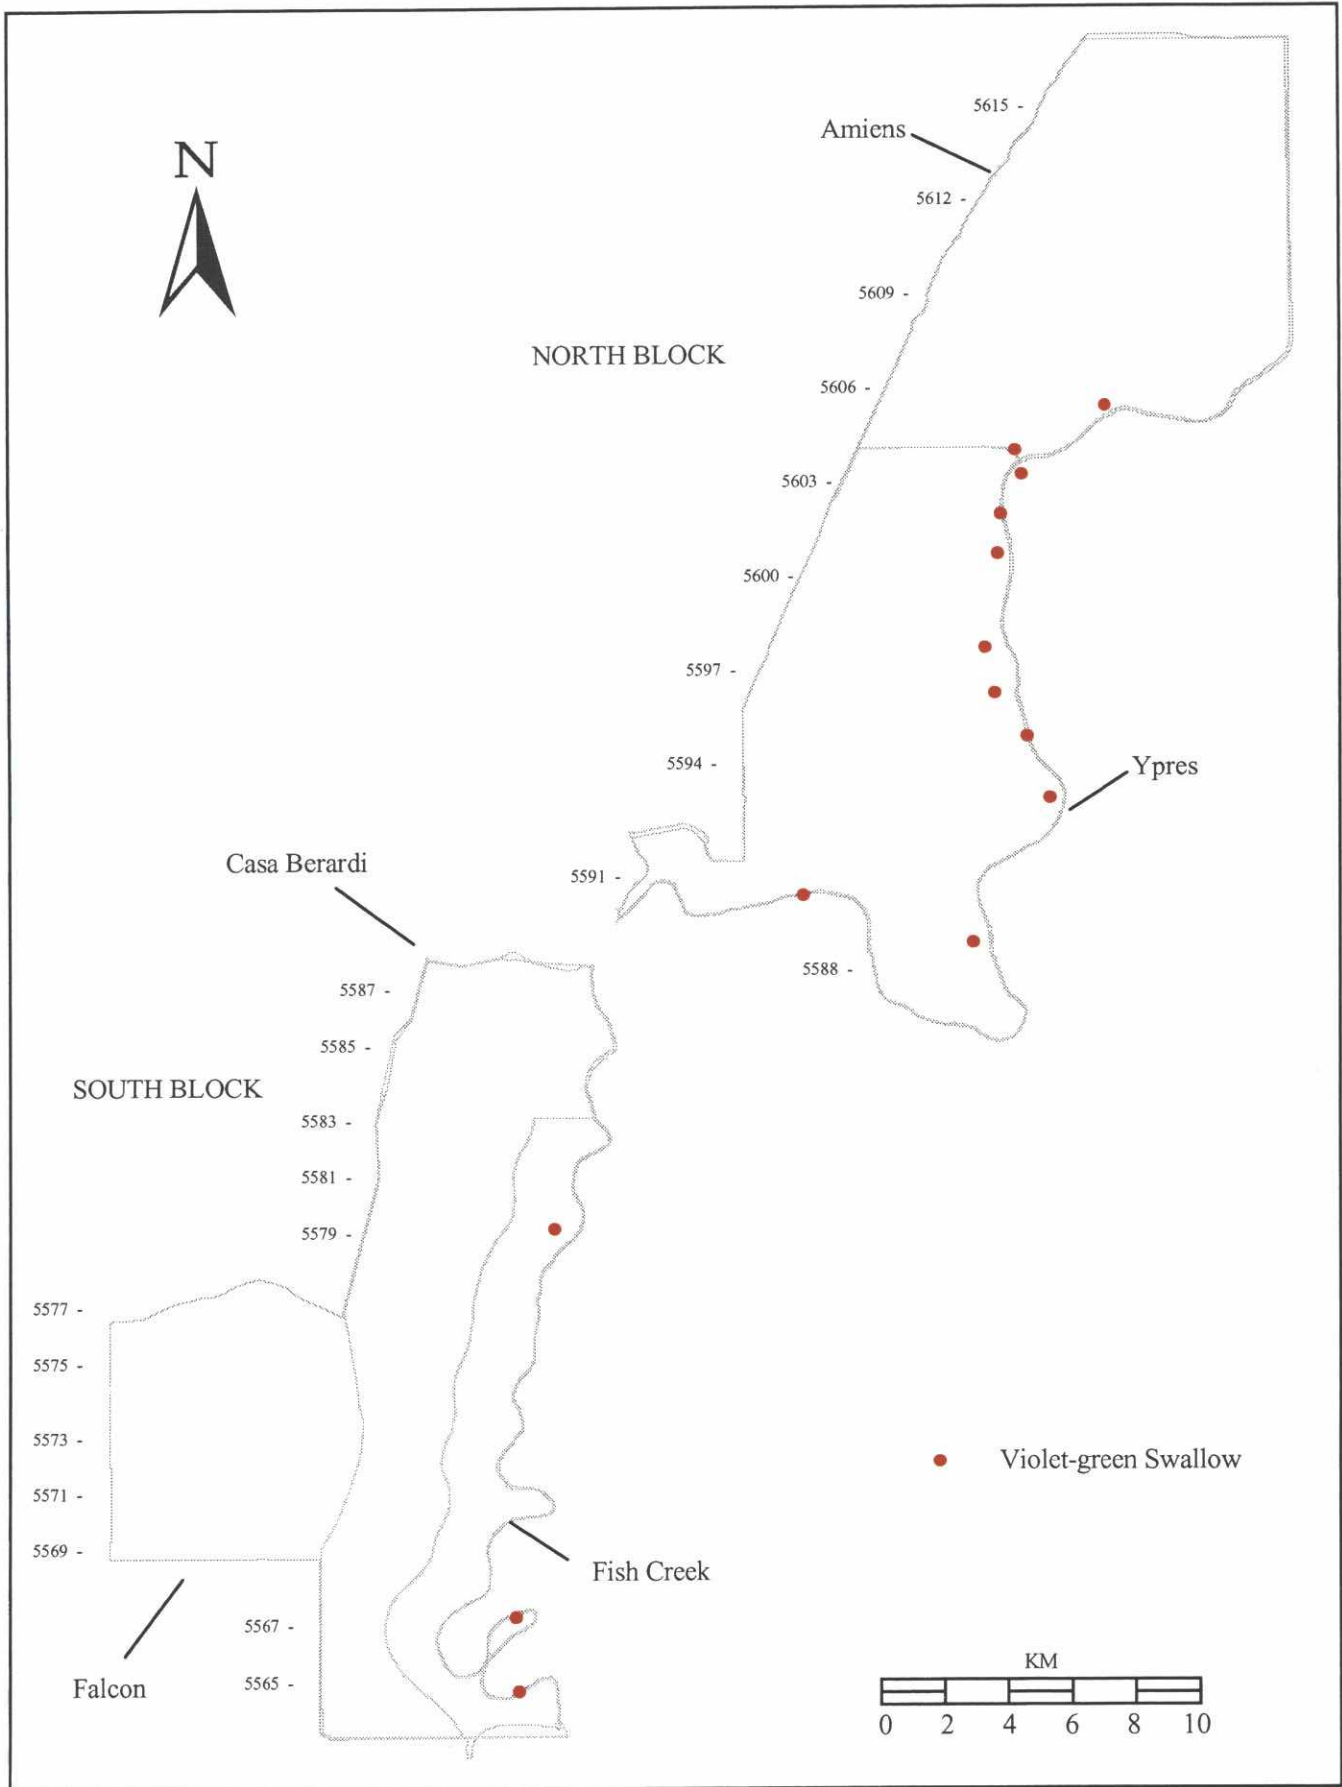 5615 -
Amiens
N
5612 -
5609 -
NORTH BLOCK
5606 -
5603 -
5600 -
5597 -
5594 -
Ypres
Casa Berardi
5591 -
5588 -
5587 -
5585 -
SOUTH BLOCK
5583 -
5581 -
5579 -
5577 -
5575 -
5573 -
Violet-green Swallow
5571 -
5569 -
Fish Creek
5567 -
KM
Falcon
5565 -
0 2 4 6 8 10